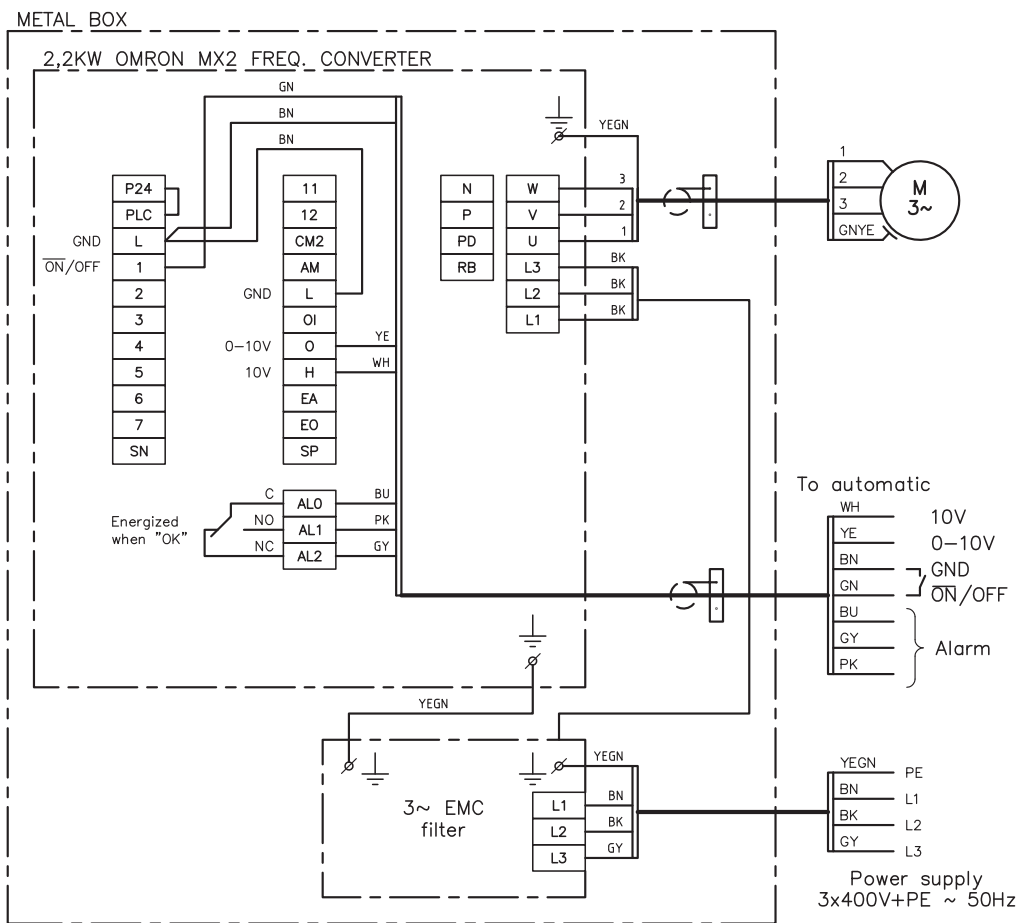 METAL BOX
2,2KW OMRON MX2 FREQ. CONVERTER
GN
BN
BN
YEGN
P24
PLC
GND L
ON/OFF 1
2
3
4
5
6
7
SN
11
12
CM2
AM
GND L
OI
0-10V O YE
10V H WH
EA
EO
SP
N
P
PD
RB
W 3
V 2
U 1
L3 BK
L2 BK
L1 BK
1
2
3
GNYE
M
3~
Energized
when "OK"
C AL0 BU
NO AL1 PK
NC AL2 GY
To automatic
WH 10V
YE 0-10V
BN GND
GN ON/OFF
BU
GY Alarm
PK
YEGN
3~ EMC
filter
YEGN
L1 BN
L2 BK
L3 GY
YEGN PE
BN L1
BK L2
GY L3
Power supply
3x400V+PE ~ 50Hz